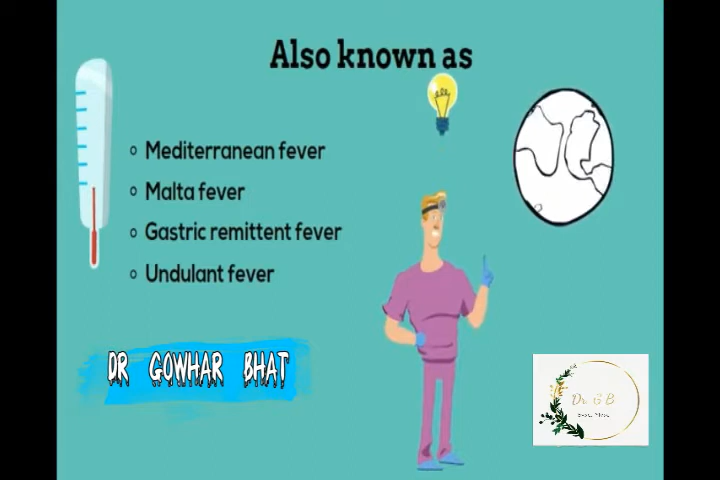 Also known as
Mediterranean fever
Malta fever
Gastric remittent fever
Undulant fever
DR GOWHAR BHAT
Dr. G B